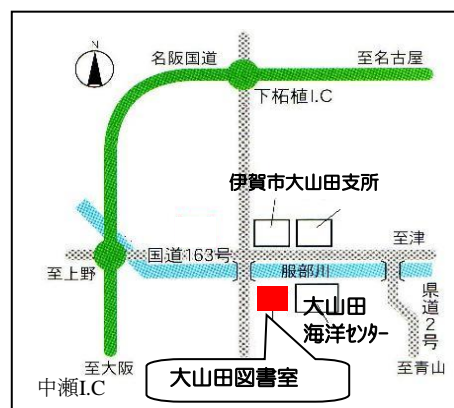 N
名阪国道
至名古屋
下柘植I.C
伊賀市大山田支所
国道163号
至津
至上野
服部川
大山田
海洋センター
県道2号
至大阪
大山田図書室
至青山
中瀬I.C